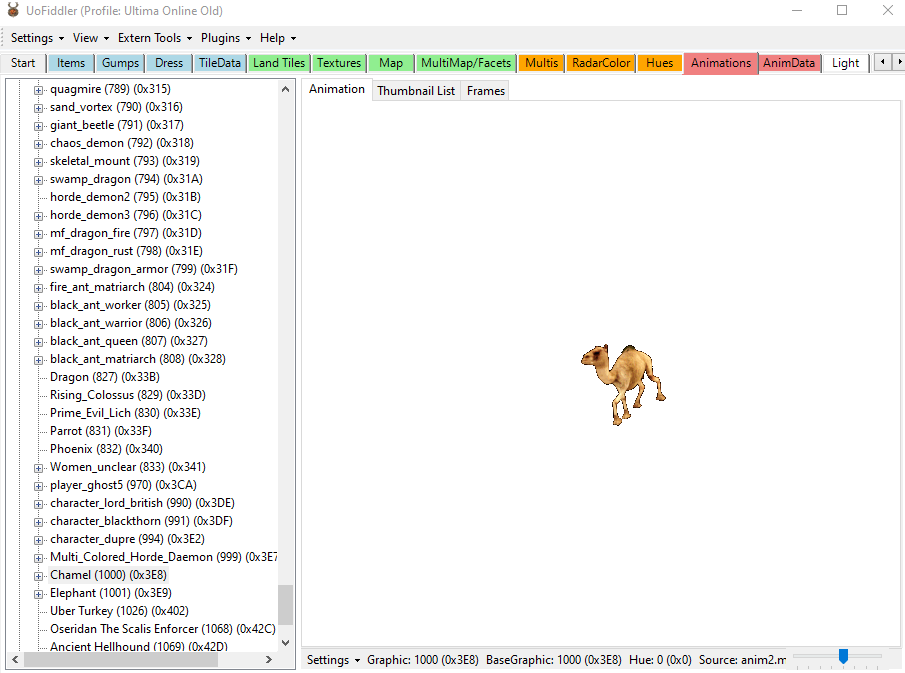 UoFiddler (Profile: Ultima Online Old)
Settings View Extern Tools Plugins Help
Start Items Gumps Dress TileData Land Tiles Textures Map MultiMap/Facets Multis RadarColor Hues Animations AnimData Light
Animation Thumbnail List Frames
quagmire (789) (0x315)
sand_vortex (790) (0x316)
giant_beetle (791) (0x317)
chaos_demon (792) (0x318)
skeletal_mount (793) (0x319)
swamp_dragon (794) (0x31A)
horde_demon2 (795) (0x31B)
horde_demon3 (796) (0x31C)
mf_dragon_fire (797) (0x31D)
mf_dragon_rust (798) (0x31E)
swamp_dragon_armor (799) (0x31F)
fire_ant_matriarch (804) (0x324)
black_ant_worker (805) (0x325)
black_ant_warrior (806) (0x326)
black_ant_queen (807) (0x327)
black_ant_matriarch (808) (0x328)
Dragon (827) (0x33B)
Rising_Colossus (829) (0x33D)
Prime_Evil_Lich (830) (0x33E)
Parrot (831) (0x33F)
Phoenix (832) (0x340)
Women_unclear (833) (0x341)
player_ghost5 (970) (0x3CA)
character_lord_british (990) (0x3DE)
character_blackthorn (991) (0x3DF)
character_dupre (994) (0x3E2)
Multi_Colored_Horde_Daemon (999) (0x3E7
Chamel (1000) (0x3E8)
Elephant (1001) (0x3E9)
Uber Turkey (1026) (0x402)
Oseridan The Scalis Enforcer (1068) (0x42C)
Ancient Hellhound (1069) (0x42D)
Settings Graphic: 1000 (0x3E8) BaseGraphic: 1000 (0x3E8) Hue: 0 (0x0) Source: anim2.m